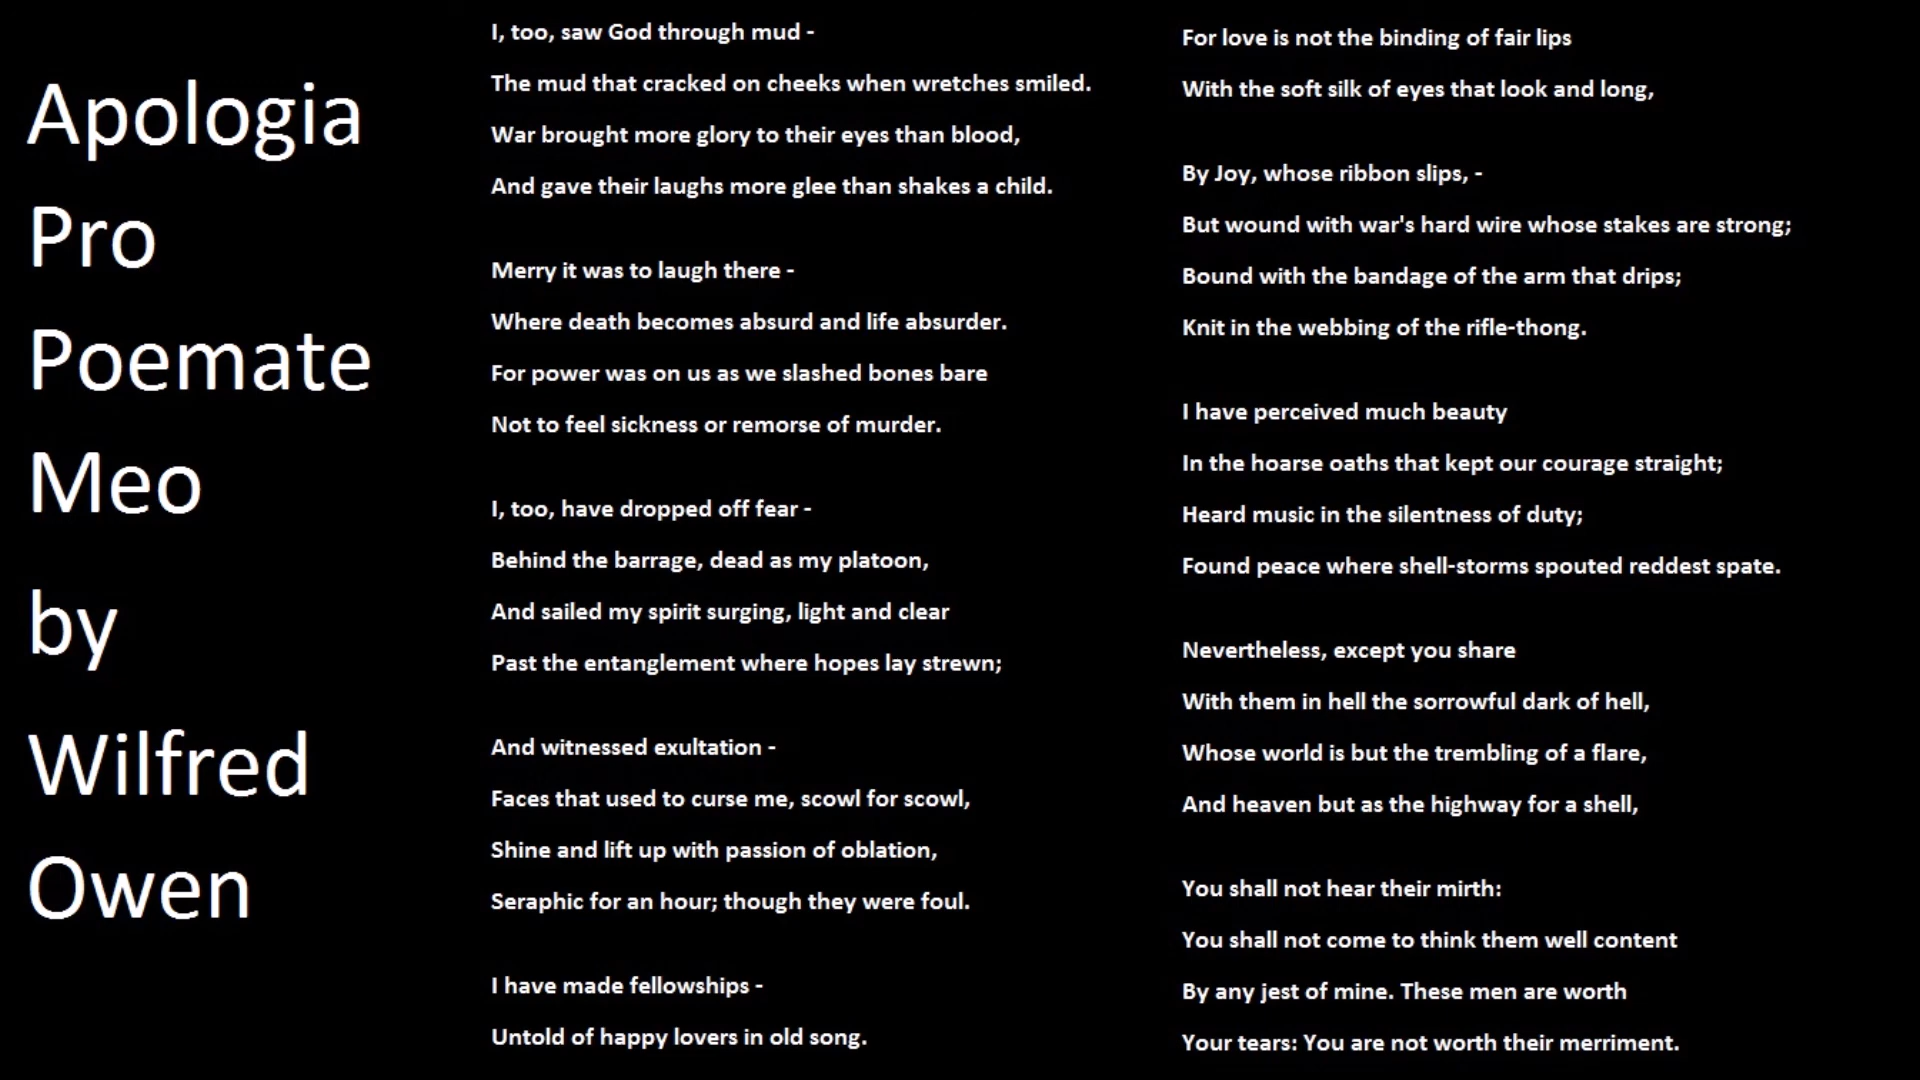 Apologia
Pro
Poemate
Meo
by
Wilfred
Owen
I, too, saw God through mud -
The mud that cracked on cheeks when wretches smiled.
War brought more glory to their eyes than blood,
And gave their laughs more glee than shakes a child.
Merry it was to laugh there -
Where death becomes absurd and life absurder.
For power was on us as we slashed bones bare
Not to feel sickness or remorse of murder.
I, too, have dropped off fear -
Behind the barrage, dead as my platoon,
And sailed my spirit surging, light and clear
Past the entanglement where hopes lay strewn;
And witnessed exultation -
Faces that used to curse me, scowl for scowl,
Shine and lift up with passion of oblation,
Seraphic for an hour; though they were foul.
I have made fellowships -
Untold of happy lovers in old song.
For love is not the binding of fair lips
With the soft silk of eyes that look and long,
By Joy, whose ribbon slips, -
But wound with war's hard wire whose stakes are strong;
Bound with the bandage of the arm that drips;
Knit in the webbing of the rifle-thong.
I have perceived much beauty
In the hoarse oaths that kept our courage straight;
Heard music in the silentness of duty;
Found peace where shell-storms spouted reddest spate.
Nevertheless, except you share
With them in hell the sorrowful dark of hell,
Whose world is but the trembling of a flare,
And heaven but as the highway for a shell,
You shall not hear their mirth:
You shall not come to think them well content
By any jest of mine. These men are worth
Your tears: You are not worth their merriment.